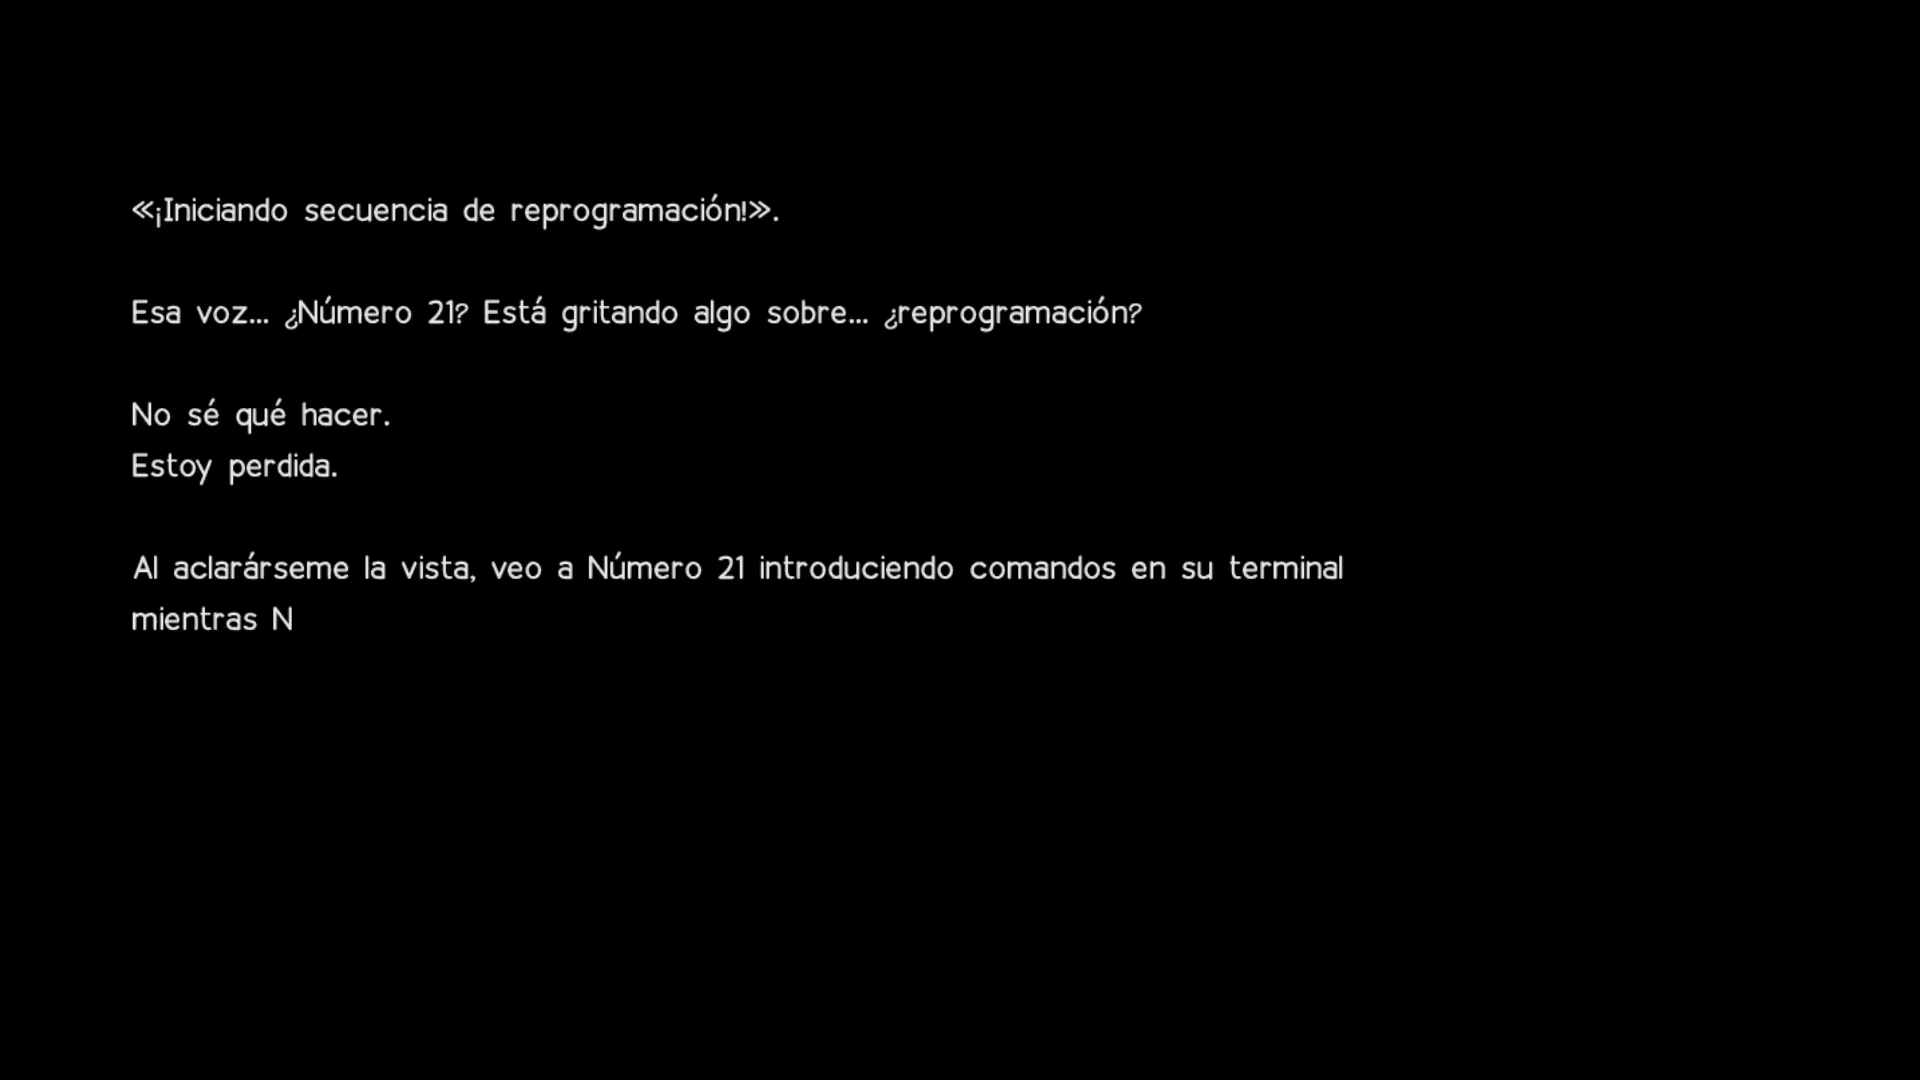 «¡Iniciando secuencia de reprogramación!».
Esa voz... ¿Número 21? Está gritando algo sobre... ¿reprogramación?
No sé qué hacer.
Estoy perdida.
Al aclarárseme la vista, veo a Número 21 introduciendo comandos en su terminal
mientras N